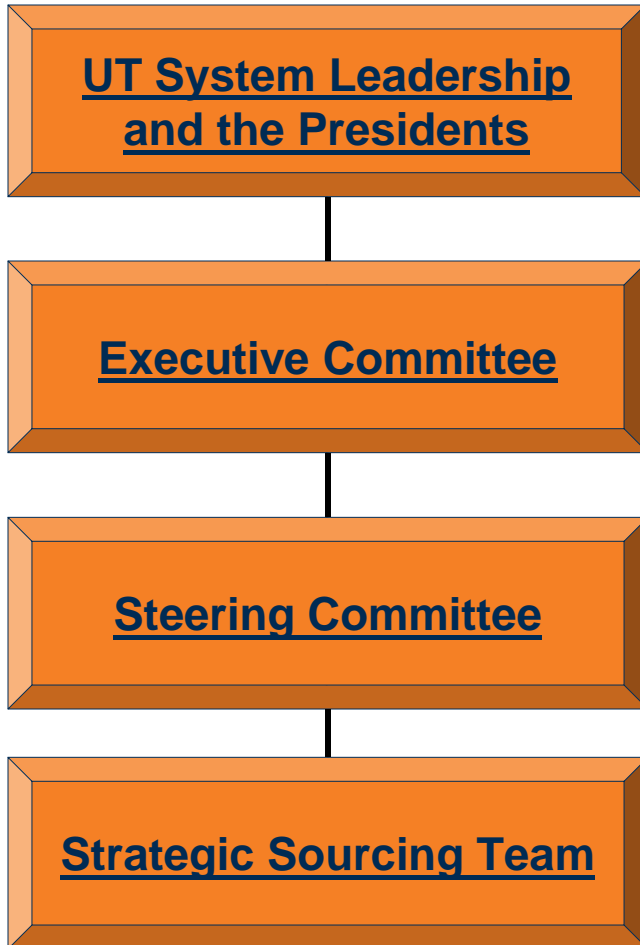 UT System Leadership
and the Presidents
Executive Committee
Steering Committee
Strategic Sourcing Team